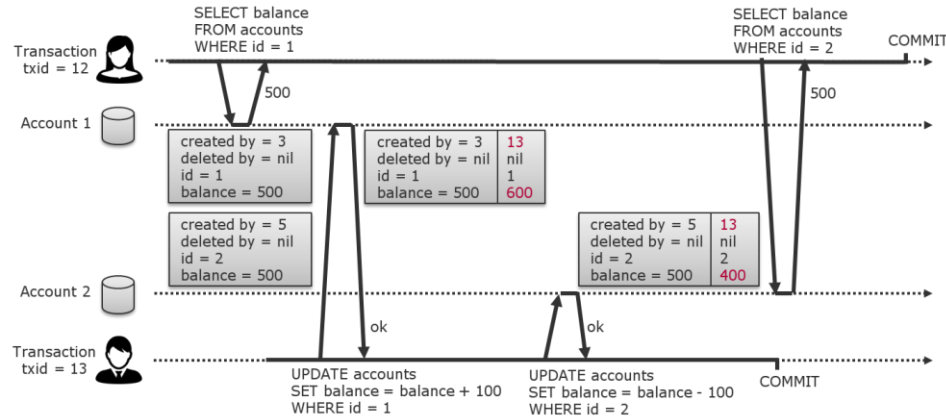 SELECT balance
FROM accounts
WHERE id = 1
SELECT balance
FROM accounts
WHERE id = 2
COMMIT
Transaction
txid = 12
500
500
Account 1
created by = 3
deleted by = nil
id = 1
balance = 500
created by = 3 13
deleted by = nil nil
id = 1 1
balance = 500 600
created by = 5
deleted by = nil
id = 2
balance = 500
created by = 5 13
deleted by = nil nil
id = 2 2
balance = 500 400
Account 2
ok
ok
Transaction
txid = 13
UPDATE accounts
SET balance = balance + 100
WHERE id = 1
UPDATE accounts
SET balance = balance - 100
WHERE id = 2
COMMIT